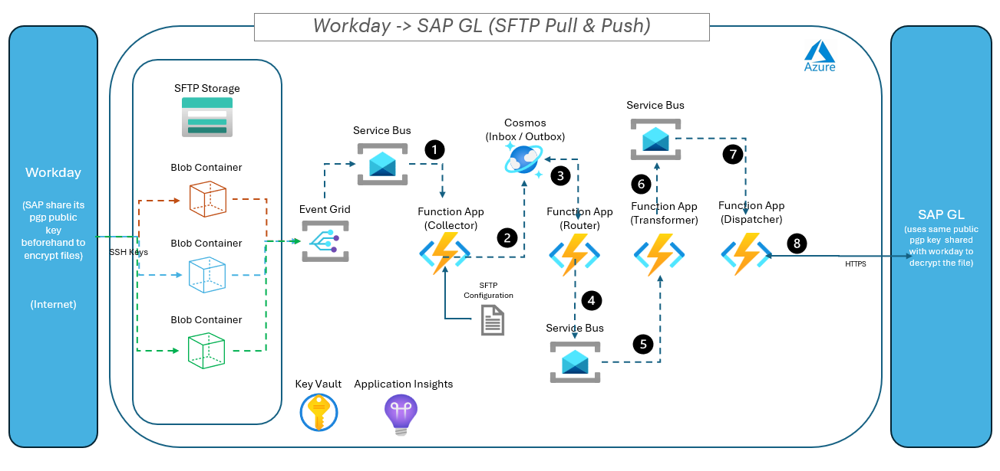 Workday -> SAP GL (SFTP Pull & Push)
Azure
Workday
(SAP share its
pgp public
key
beforehand to
encrypt files)
(Internet)
SSH Keys
SFTP Storage
Blob Container
Blob Container
Blob Container
Event Grid
Service Bus
1
Function App
(Collector)
2
SFTP
Configuration
Cosmos
(Inbox / Outbox)
3
Function App
(Router)
4
Service Bus
5
Function App
(Transformer)
6
Service Bus
7
Function App
(Dispatcher)
8
HTTPS
SAP GL
(uses same public
pgp key shared
with workday to
decrypt the file)
Key Vault
Application Insights